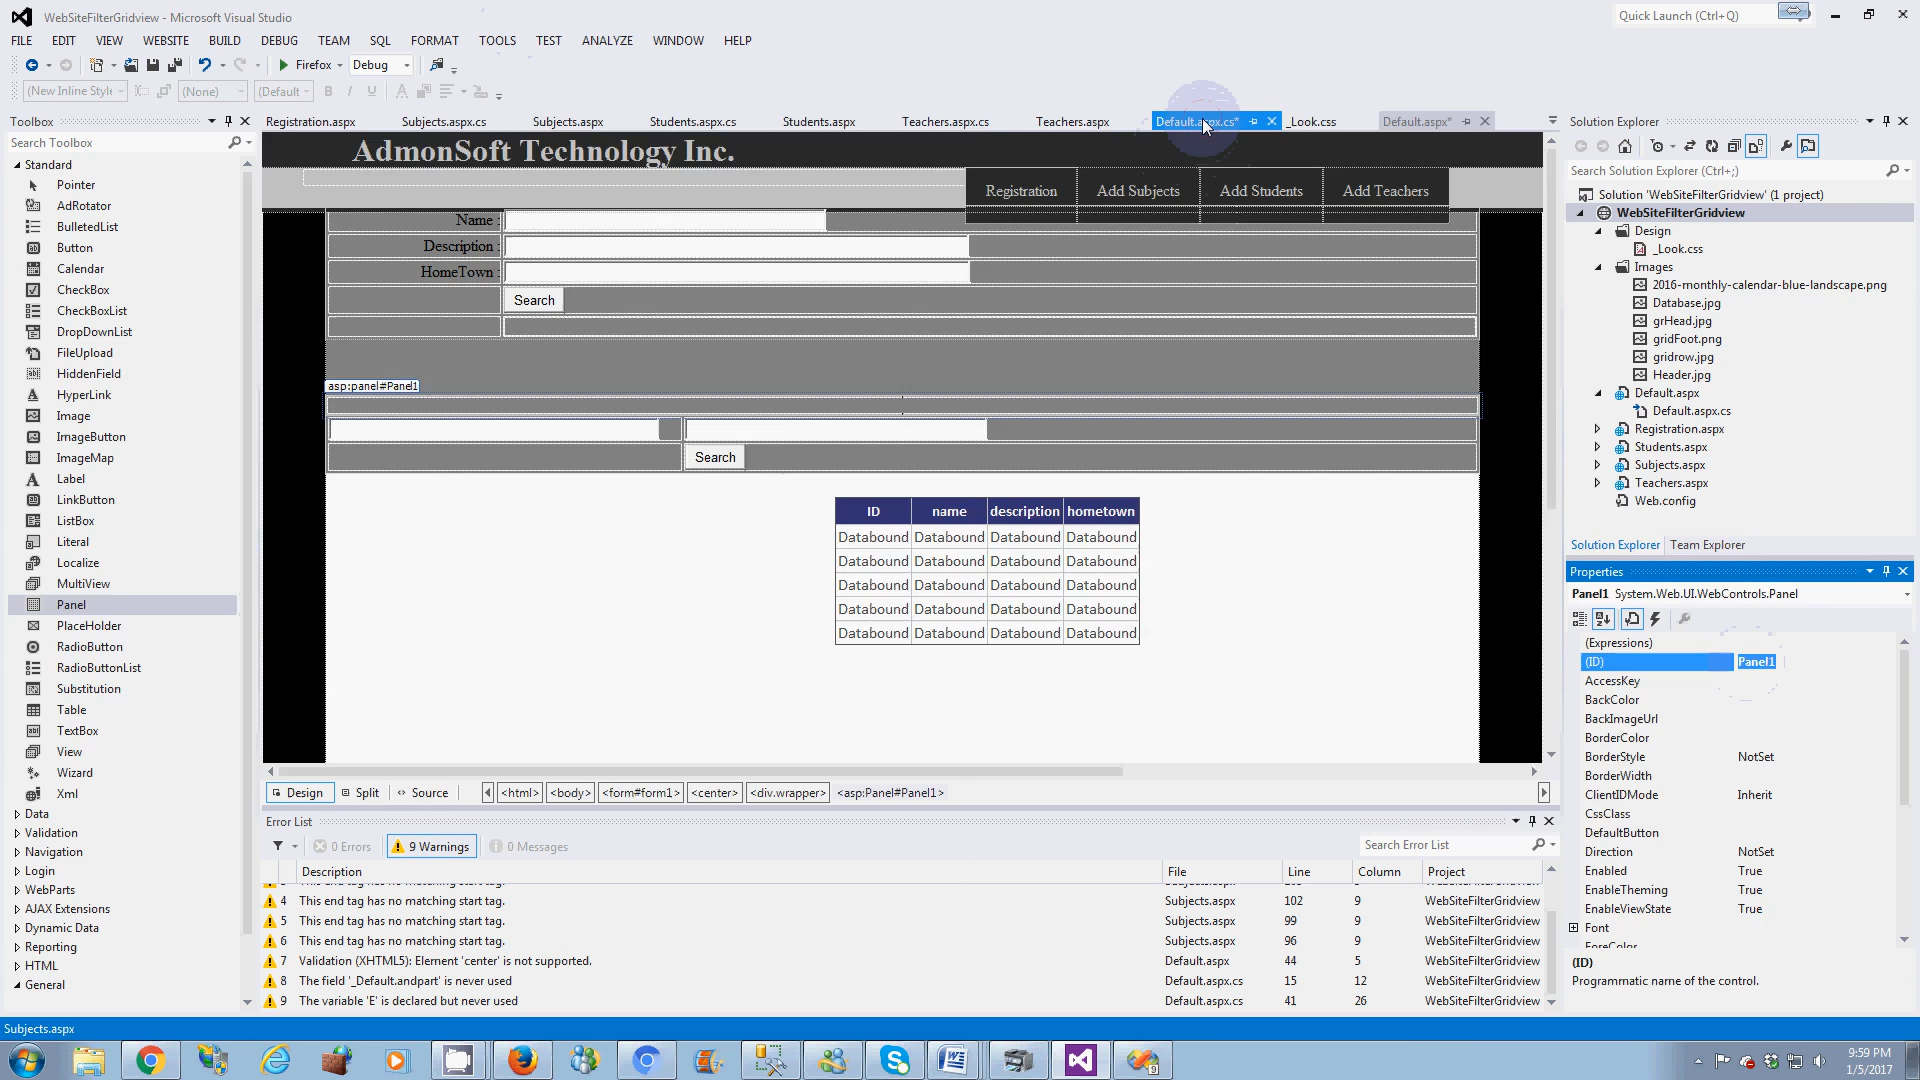 WebSiteFilterGridview - Microsoft Visual Studio
Quick Launch (Ctrl+Q)
FILE EDIT VIEW WEBSITE BUILD DEBUG TEAM SQL FORMAT TOOLS TEST ANALYZE WINDOW HELP
Firefox Debug
(New Inline Style (None) (Default B I U A
Toolbox
Registration.aspx Subjects.aspx.cs Subjects.aspx Students.aspx.cs Students.aspx Teachers.aspx.cs Teachers.aspx Default.aspx.cs* _Look.css Default.aspx*
Search Toolbox
Standard
Pointer
AdRotator
BulletedList
Button
Calendar
CheckBox
CheckBoxList
DropDownList
FileUpload
HiddenField
HyperLink
Image
ImageButton
ImageMap
Label
LinkButton
ListBox
Literal
Localize
MultiView
Panel
PlaceHolder
RadioButton
RadioButtonList
Substitution
Table
TextBox
View
Wizard
Xml
Data
Validation
Navigation
Login
WebParts
AJAX Extensions
Dynamic Data
Reporting
HTML
General
AdmonSoft Technology Inc.
Registration Add Subjects Add Students Add Teachers
Name :
Description :
HomeTown :
Search
asp:panel#Panel1
Search
ID name description hometown
Databound Databound Databound Databound
Databound Databound Databound Databound
Databound Databound Databound Databound
Databound Databound Databound Databound
Databound Databound Databound Databound
Design Split Source <html> <body> <form#form1> <center> <div.wrapper> <asp:Panel#Panel1>
Error List
0 Errors 9 Warnings 0 Messages
Search Error List
Description File Line Column Project
4 This end tag has no matching start tag. Subjects.aspx 102 9 WebSiteFilterGridview
5 This end tag has no matching start tag. Subjects.aspx 99 9 WebSiteFilterGridview
6 This end tag has no matching start tag. Subjects.aspx 96 9 WebSiteFilterGridview
7 Validation (XHTML5): Element 'center' is not supported. Default.aspx 44 5 WebSiteFilterGridview
8 The field '_Default.andpart' is never used Default.aspx.cs 15 12 WebSiteFilterGridview
9 The variable 'E' is declared but never used Default.aspx.cs 41 26 WebSiteFilterGridview
Solution Explorer
Search Solution Explorer (Ctrl+;)
Solution 'WebSiteFilterGridview' (1 project)
WebSiteFilterGridview
Design
_Look.css
Images
2016-monthly-calendar-blue-landscape.png
Database.jpg
grHead.jpg
gridFoot.png
gridrow.jpg
Header.jpg
Default.aspx
Default.aspx.cs
Registration.aspx
Students.aspx
Subjects.aspx
Teachers.aspx
Web.config
Solution Explorer Team Explorer
Properties
Panel1 System.Web.UI.WebControls.Panel
(Expressions)
(ID) Panel1
AccessKey
BackColor
BackImageUrl
BorderColor
BorderStyle NotSet
BorderWidth
ClientIDMode Inherit
CssClass
DefaultButton
Direction NotSet
Enabled True
EnableTheming True
EnableViewState True
Font
ForeColor
(ID)
Programmatic name of the control.
Subjects.aspx
9:59 PM
1/5/2017